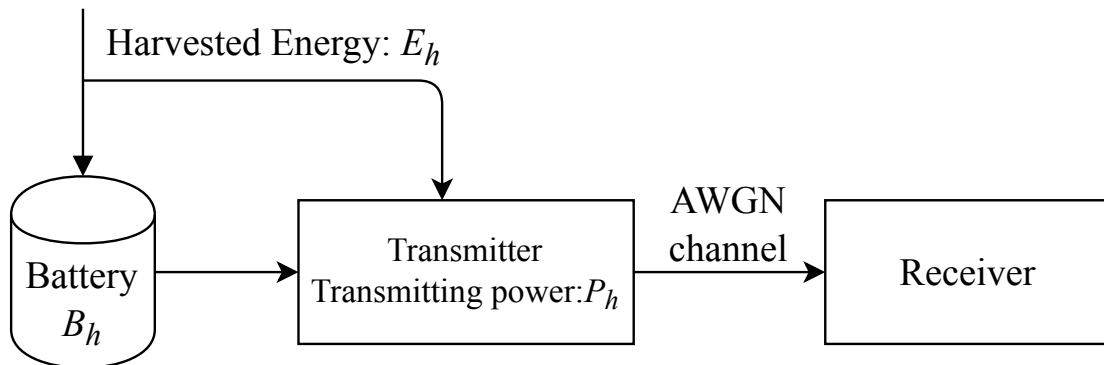 Harvested Energy: E_h
Battery
B_h
Transmitter
Transmitting power:P_h
AWGN
channel
Receiver